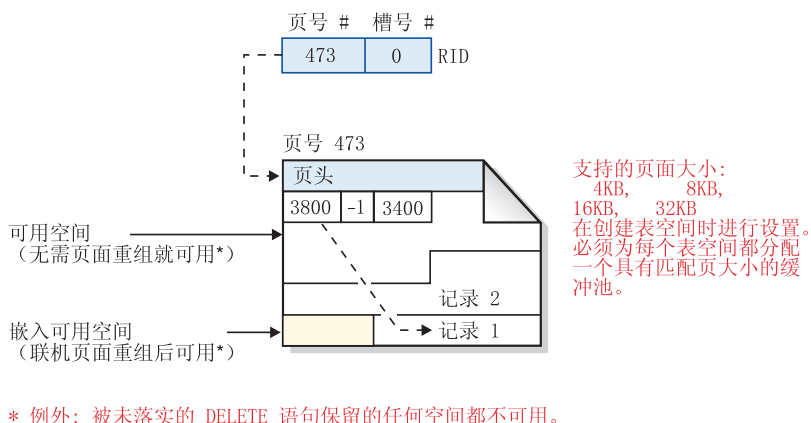 页号 # 槽号 #
473 0 RID
页号 473
页头
3800 -1 3400
可用空间
（无需页面重组就可用*）
记录 2
嵌入可用空间
（联机页面重组后可用*）
记录 1
支持的页面大小:
4KB, 8KB,
16KB, 32KB
在创建表空间时进行设置。
必须为每个表空间都分配
一个具有匹配页大小的缓
冲池。
* 例外: 被未落实的 DELETE 语句保留的任何空间都不可用。